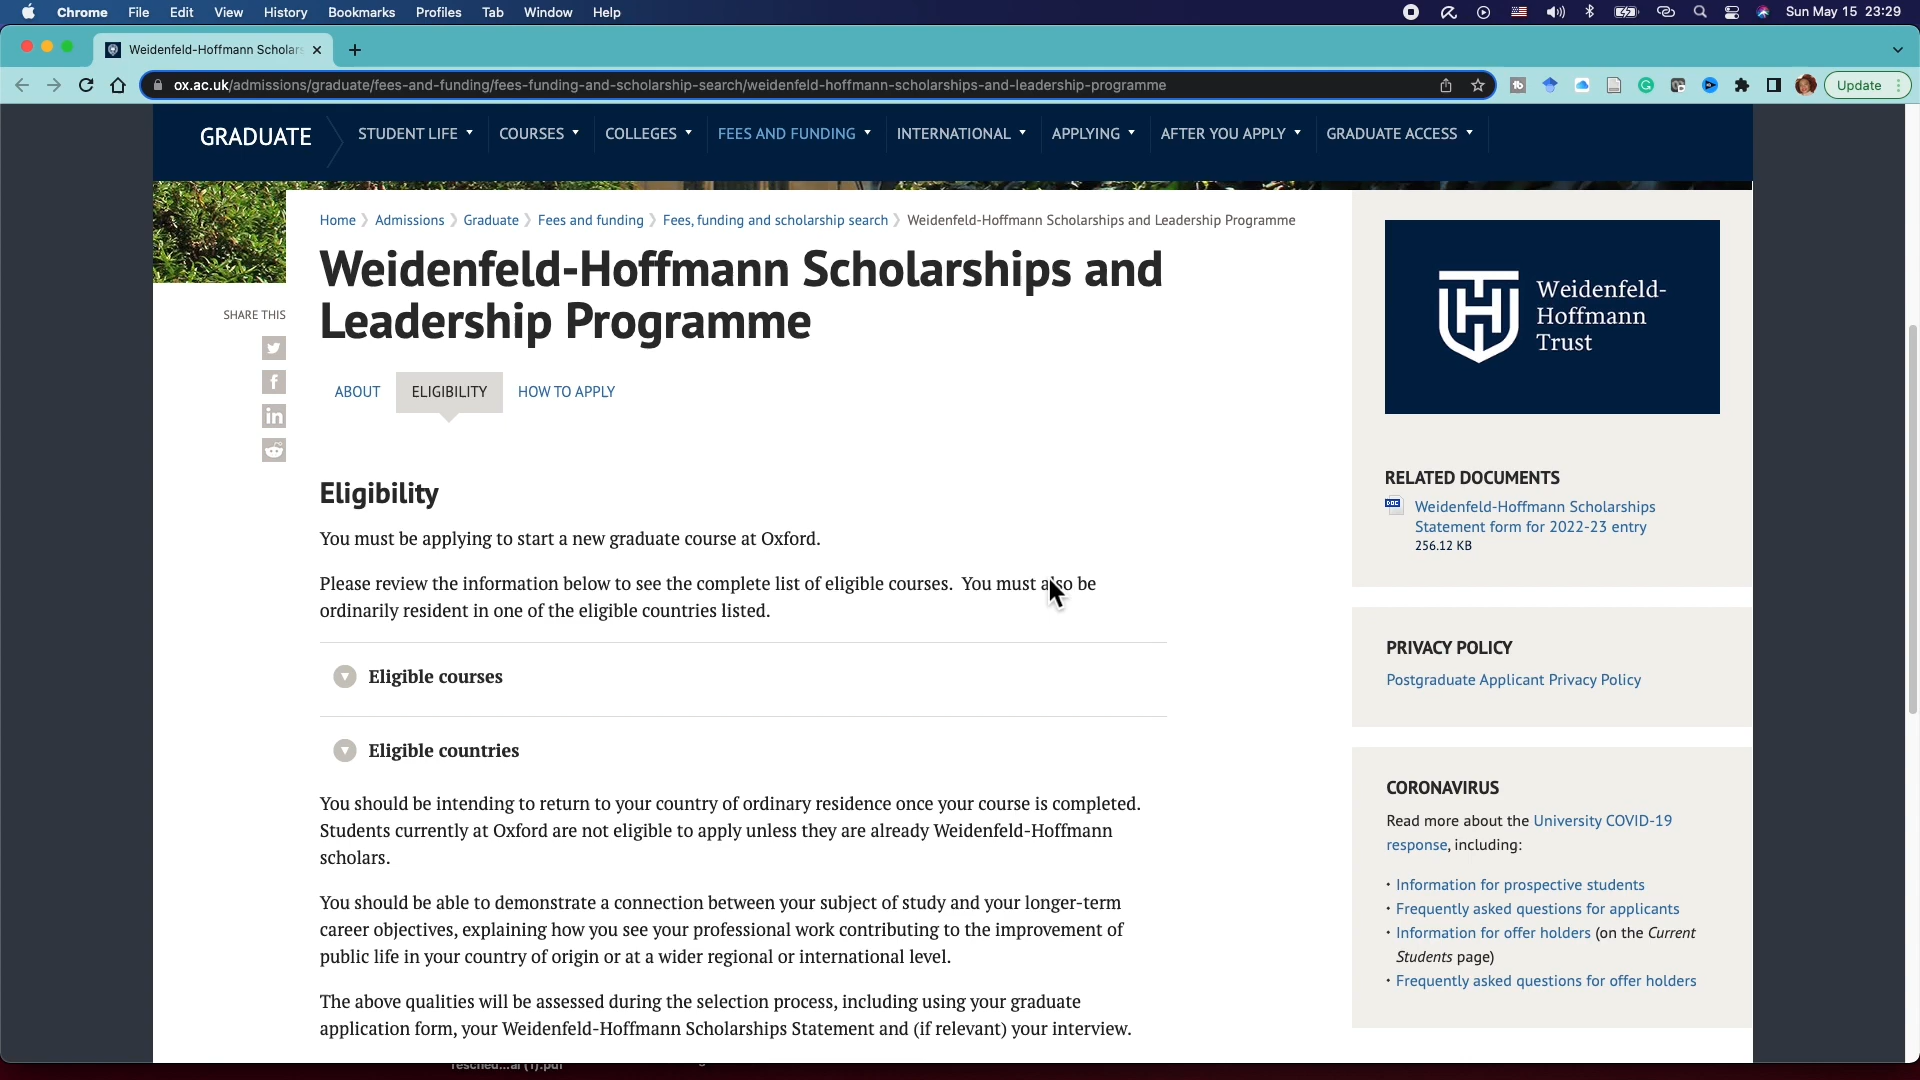 Chrome File Edit View History Bookmarks Profiles Tab Window Help Sun May 15 23:29
Weidenfeld-Hoffmann Scholars
ox.ac.uk/admissions/graduate/fees-and-funding/fees-funding-and-scholarship-search/weidenfeld-hoffmann-scholarships-and-leadership-programme
Update
GRADUATE STUDENT LIFE COURSES COLLEGES FEES AND FUNDING INTERNATIONAL APPLYING AFTER YOU APPLY GRADUATE ACCESS
Home Admissions Graduate Fees and funding Fees, funding and scholarship search Weidenfeld-Hoffmann Scholarships and Leadership Programme
Weidenfeld-Hoffmann Scholarships and
Leadership Programme
SHARE THIS
ABOUT ELIGIBILITY HOW TO APPLY
Eligibility
You must be applying to start a new graduate course at Oxford.
Please review the information below to see the complete list of eligible courses. You must also be
ordinarily resident in one of the eligible countries listed.
Eligible courses
Eligible countries
You should be intending to return to your country of ordinary residence once your course is completed.
Students currently at Oxford are not eligible to apply unless they are already Weidenfeld-Hoffmann
scholars.
You should be able to demonstrate a connection between your subject of study and your longer-term
career objectives, explaining how you see your professional work contributing to the improvement of
public life in your country of origin or at a wider regional or international level.
The above qualities will be assessed during the selection process, including using your graduate
application form, your Weidenfeld-Hoffmann Scholarships Statement and (if relevant) your interview.
Weidenfeld-
Hoffmann
Trust
RELATED DOCUMENTS
DOC
Weidenfeld-Hoffmann Scholarships
Statement form for 2022-23 entry
256.12 KB
PRIVACY POLICY
Postgraduate Applicant Privacy Policy
CORONAVIRUS
Read more about the University COVID-19
response, including:
• Information for prospective students
• Frequently asked questions for applicants
• Information for offer holders (on the Current
Students page)
• Frequently asked questions for offer holders